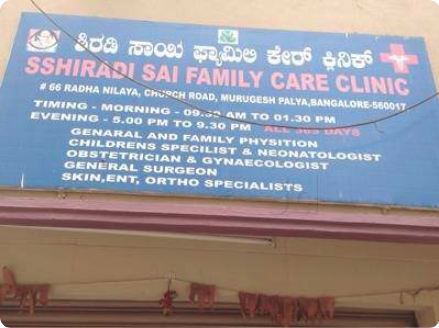 ಶಿರಡಿ ಸಾಯಿ ಫ್ಯಾಮಿಲಿ ಕೇರ್ ಕ್ಲಿನಿಕ್
SSHIRADI SAI FAMILY CARE CLINIC
# 66 RADHA NILAYA, CHURCH ROAD, MURUGESH PALYA, BANGALORE-560017
TIMING - MORNING - 09.30 AM TO 01.30 PM
EVENING - 5.00 PM TO 9.30 PM ALL 365 DAYS
GENARAL AND FAMILY PHYSITION
CHILDRENS SPECILIST & NEONATOLOGIST
OBSTETRICIAN & GYNAECOLOGIST
GENERAL SURGEON
SKIN,ENT, ORTHO SPECIALISTS